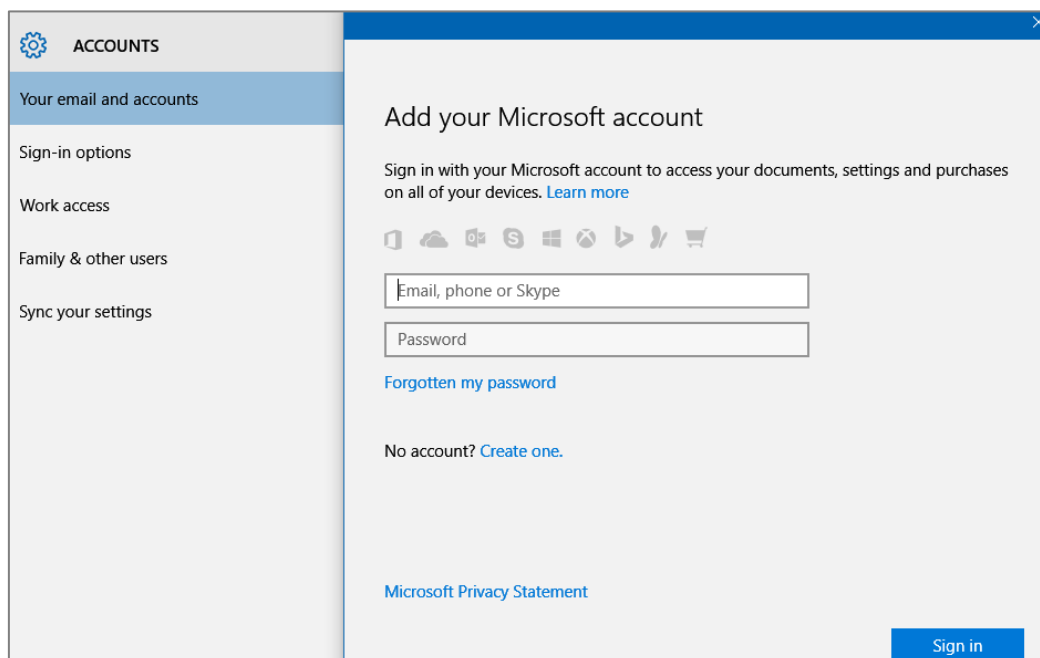 ACCOUNTS
Your email and accounts
Sign-in options
Work access
Family & other users
Sync your settings
Add your Microsoft account
Sign in with your Microsoft account to access your documents, settings and purchases
on all of your devices. Learn more
Email, phone or Skype
Password
Forgotten my password
No account? Create one.
Microsoft Privacy Statement
Sign in